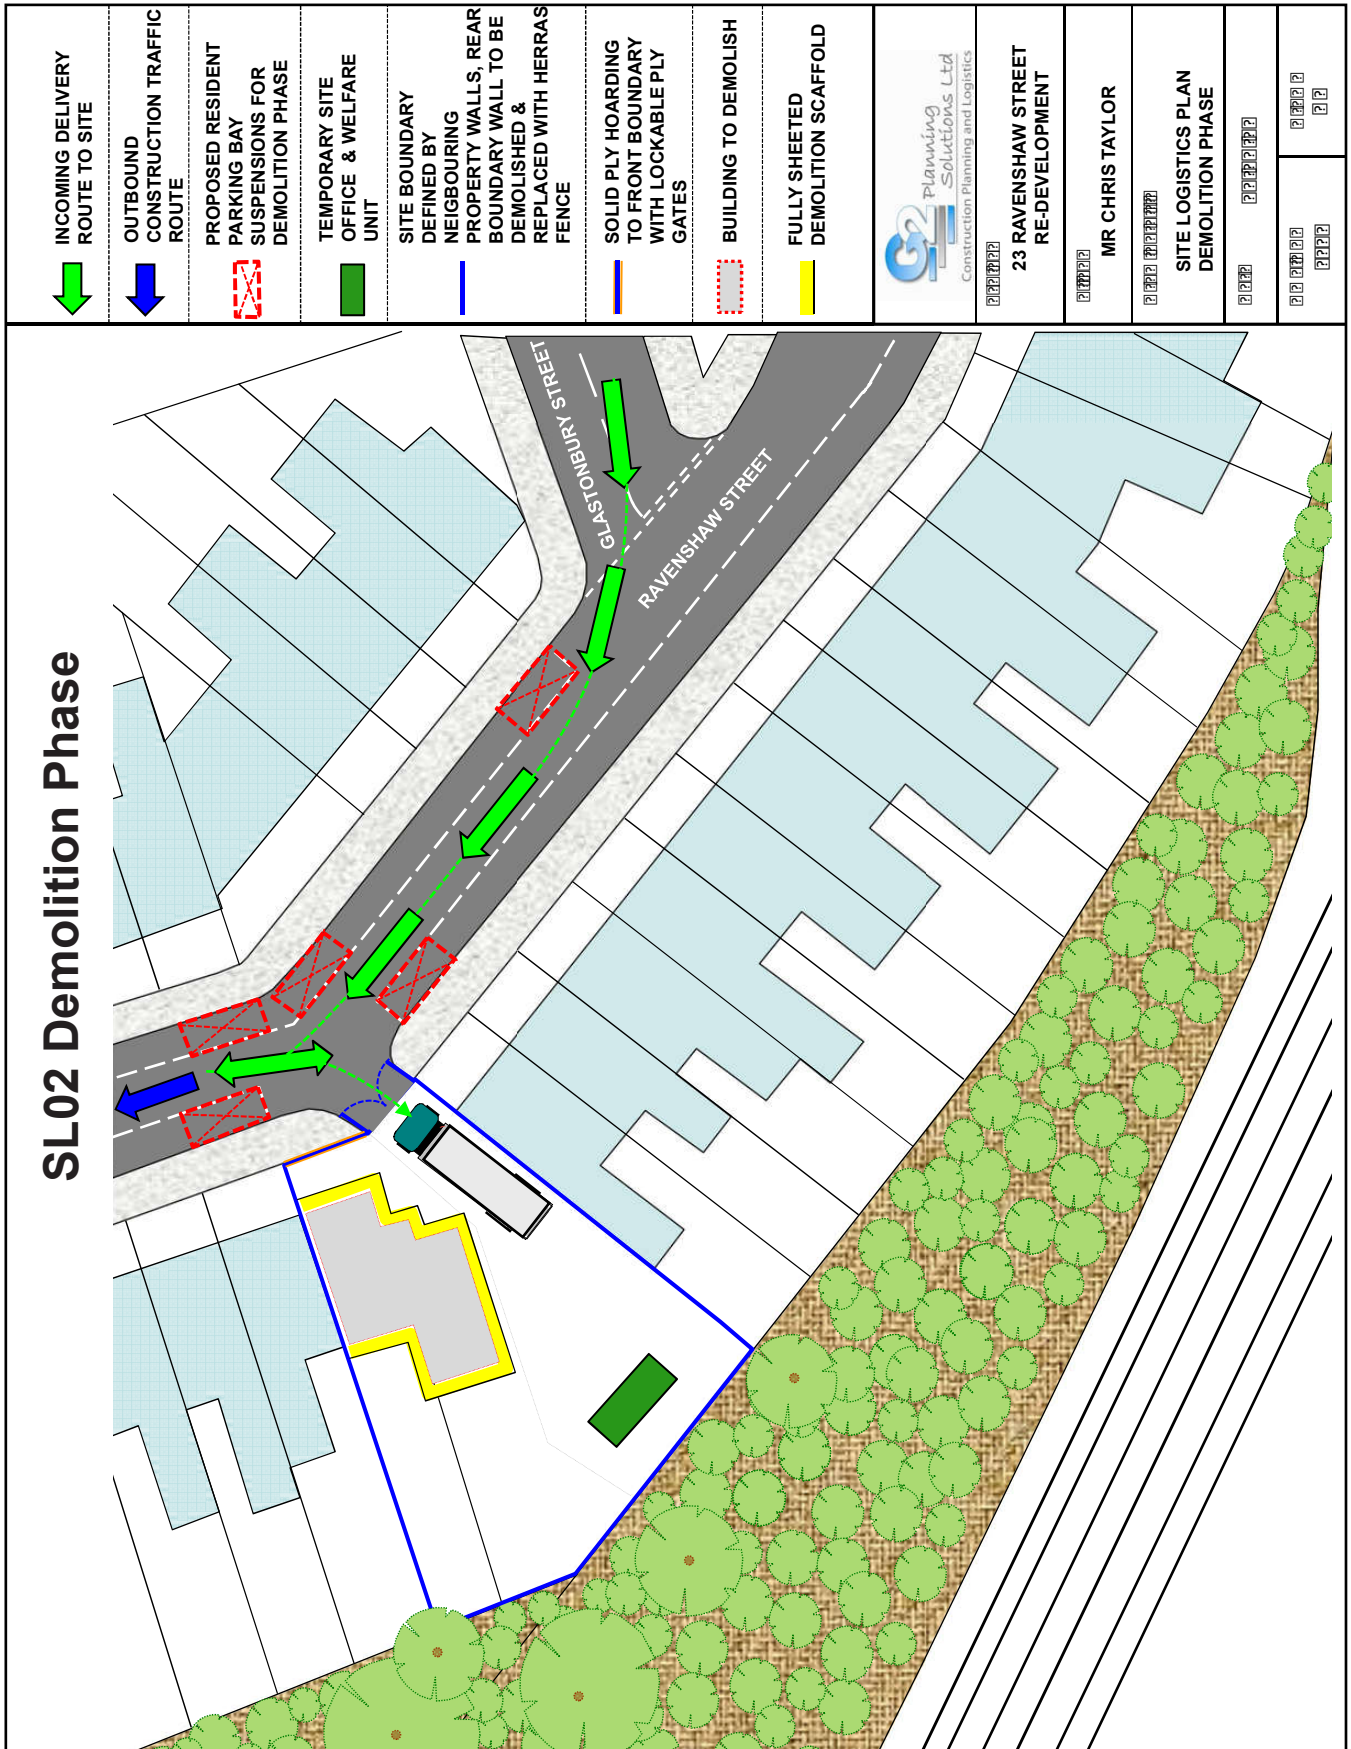 SL02 Demolition Phase
GLASTONBURY STREET
RAVENSHAW STREET
INCOMING DELIVERY
ROUTE TO SITE
OUTBOUND
CONSTRUCTION TRAFFIC
ROUTE
PROPOSED RESIDENT
PARKING BAY
SUSPENSIONS FOR
DEMOLITION PHASE
TEMPORARY SITE
OFFICE & WELFARE
UNIT
SITE BOUNDARY
DEFINED BY
NEIGBOURING
PROPERTY WALLS, REAR
BOUNDARY WALL TO BE
DEMOLISHED &
REPLACED WITH HERRAS
FENCE
SOLID PLY HOARDING
TO FRONT BOUNDARY
WITH LOCKABLE PLY
GATES
BUILDING TO DEMOLISH
FULLY SHEETED
DEMOLITION SCAFFOLD
G2 Planning
Solutions Ltd
Construction Planning and Logistics
23 RAVENSHAW STREET
RE-DEVELOPMENT
MR CHRIS TAYLOR
SITE LOGISTICS PLAN
DEMOLITION PHASE